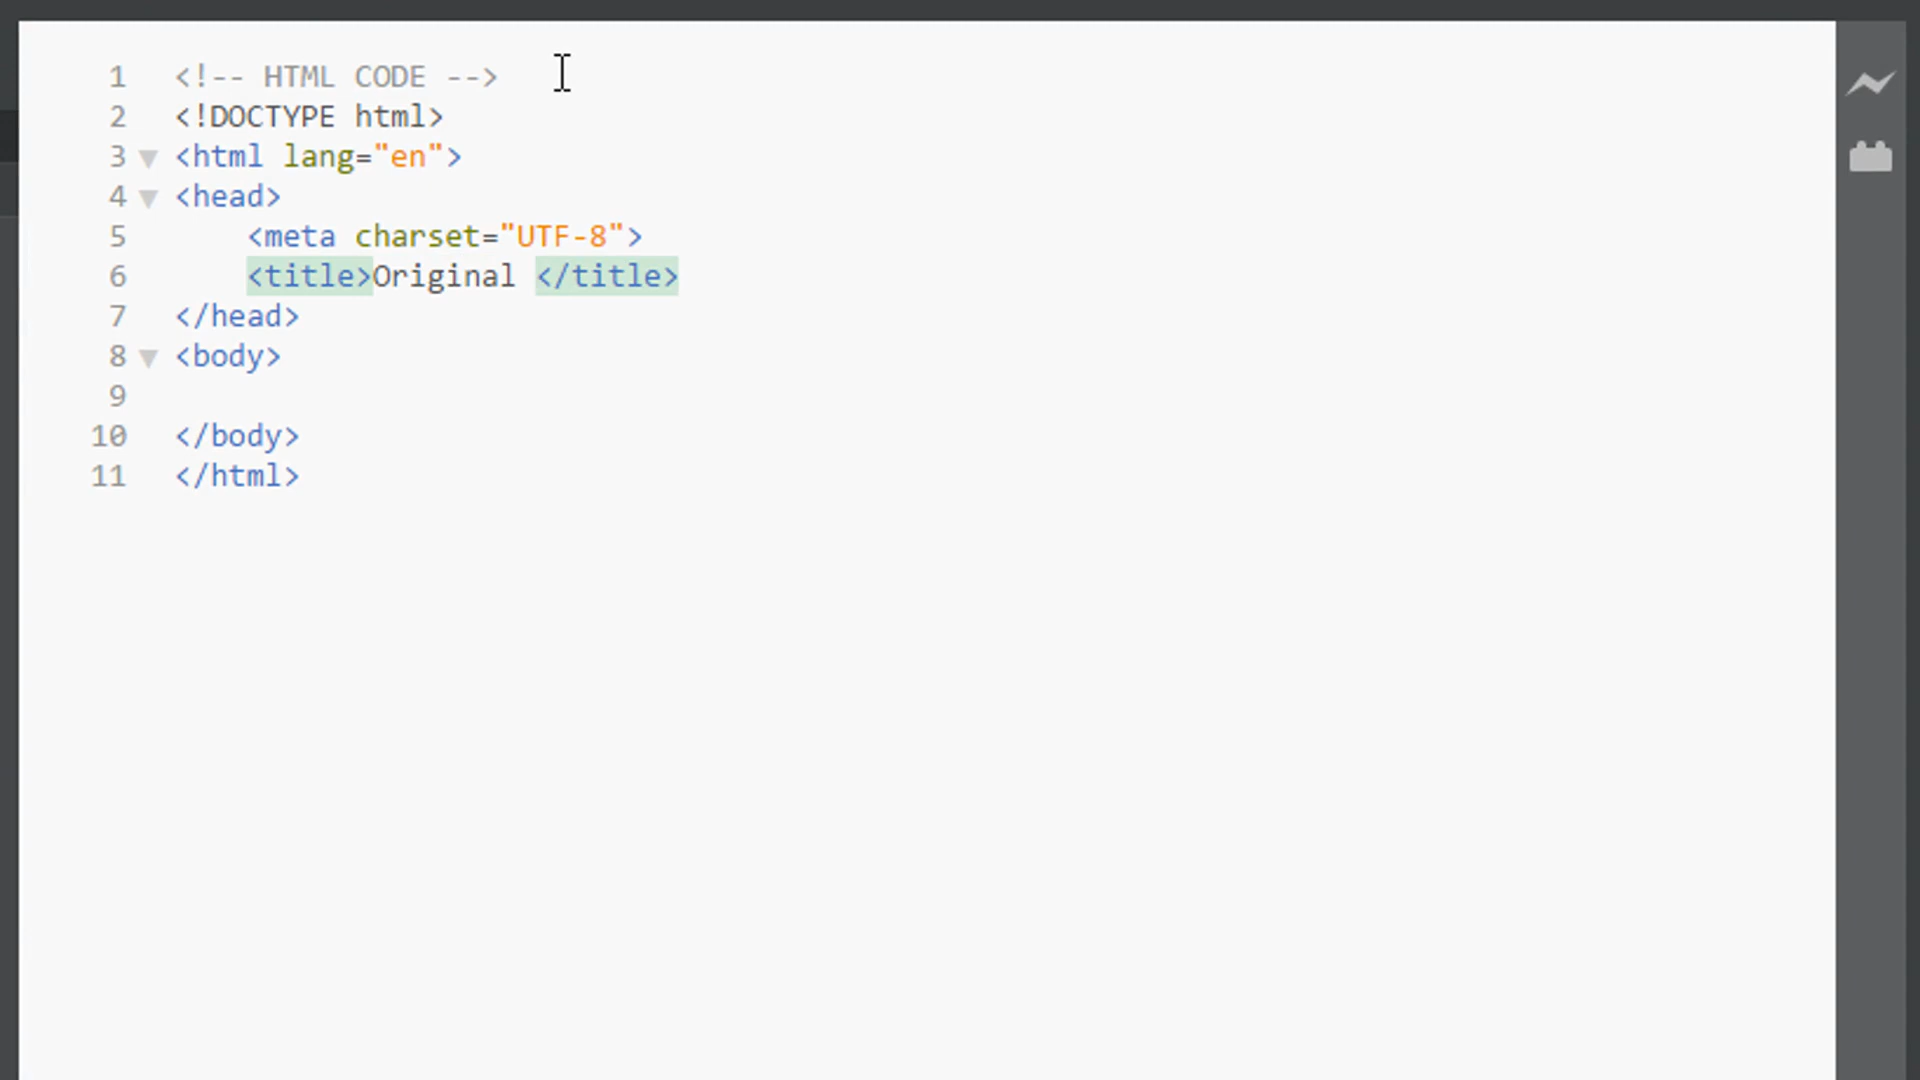 1 <!-- HTML CODE -->
2 <!DOCTYPE html>
3 <html lang="en">
4 <head>
5     <meta charset="UTF-8">
6     <title>Original </title>
7 </head>
8 <body>
9
10 </body>
11 </html>